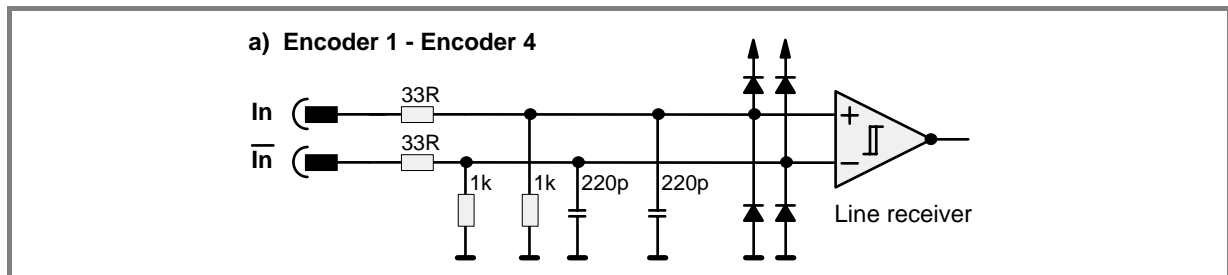 a) Encoder 1 - Encoder 4
In
33R
In
33R
1k
1k
220p
220p
+
−
Line receiver